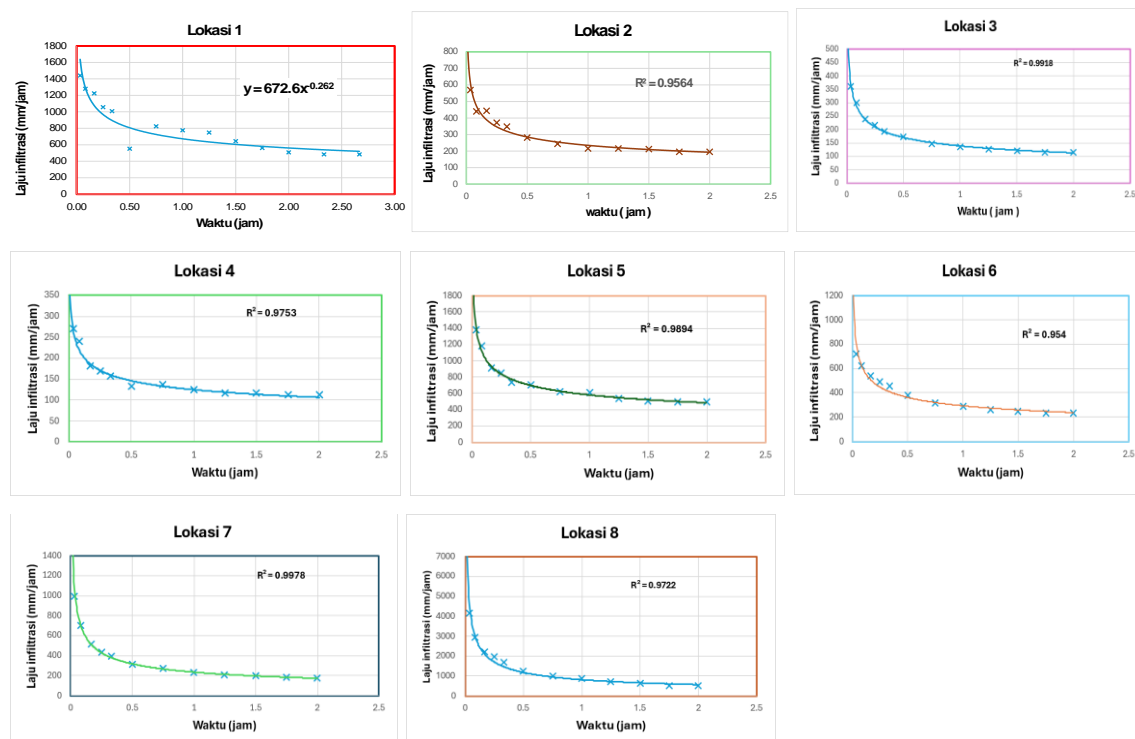 Lokasi 1
Laju infiltrasi (mm/jam)
1800
1600
1400
1200
1000
800
600
400
200
0
y = 672.6x^-0.262
0.00 0.50 1.00 1.50 2.00 2.50 3.00
Waktu (jam)
Lokasi 2
Laju infiltrasi (mm/jam)
800
700
600
500
400
300
200
100
0
R² = 0.9564
0 0.5 1 1.5 2 2.5
waktu ( jam )
Lokasi 3
Laju infiltrasi (mm/jam)
500
450
400
350
300
250
200
150
100
50
0
R² = 0.9918
0 0.5 1 1.5 2 2.5
Waktu ( jam )
Lokasi 4
Laju infiltrasi (mm/jam)
350
300
250
200
150
100
50
0
R² = 0.9753
0 0.5 1 1.5 2 2.5
Waktu (jam)
Lokasi 5
Laju infiltrasi (mm/jam)
1800
1600
1400
1200
1000
800
600
400
200
0
R² = 0.9894
0 0.5 1 1.5 2 2.5
Waktu (jam)
Lokasi 6
Laju infiltrasi (mm/jam)
1200
1000
800
600
400
200
0
R² = 0.954
0 0.5 1 1.5 2 2.5
Waktu (jam)
Lokasi 7
Laju infiltrasi (mm/jam)
1400
1200
1000
800
600
400
200
0
R² = 0.9978
0 0.5 1 1.5 2 2.5
Waktu (jam)
Lokasi 8
Laju infiltrasi (mm/jam)
7000
6000
5000
4000
3000
2000
1000
0
R² = 0.9722
0 0.5 1 1.5 2 2.5
Waktu (jam)